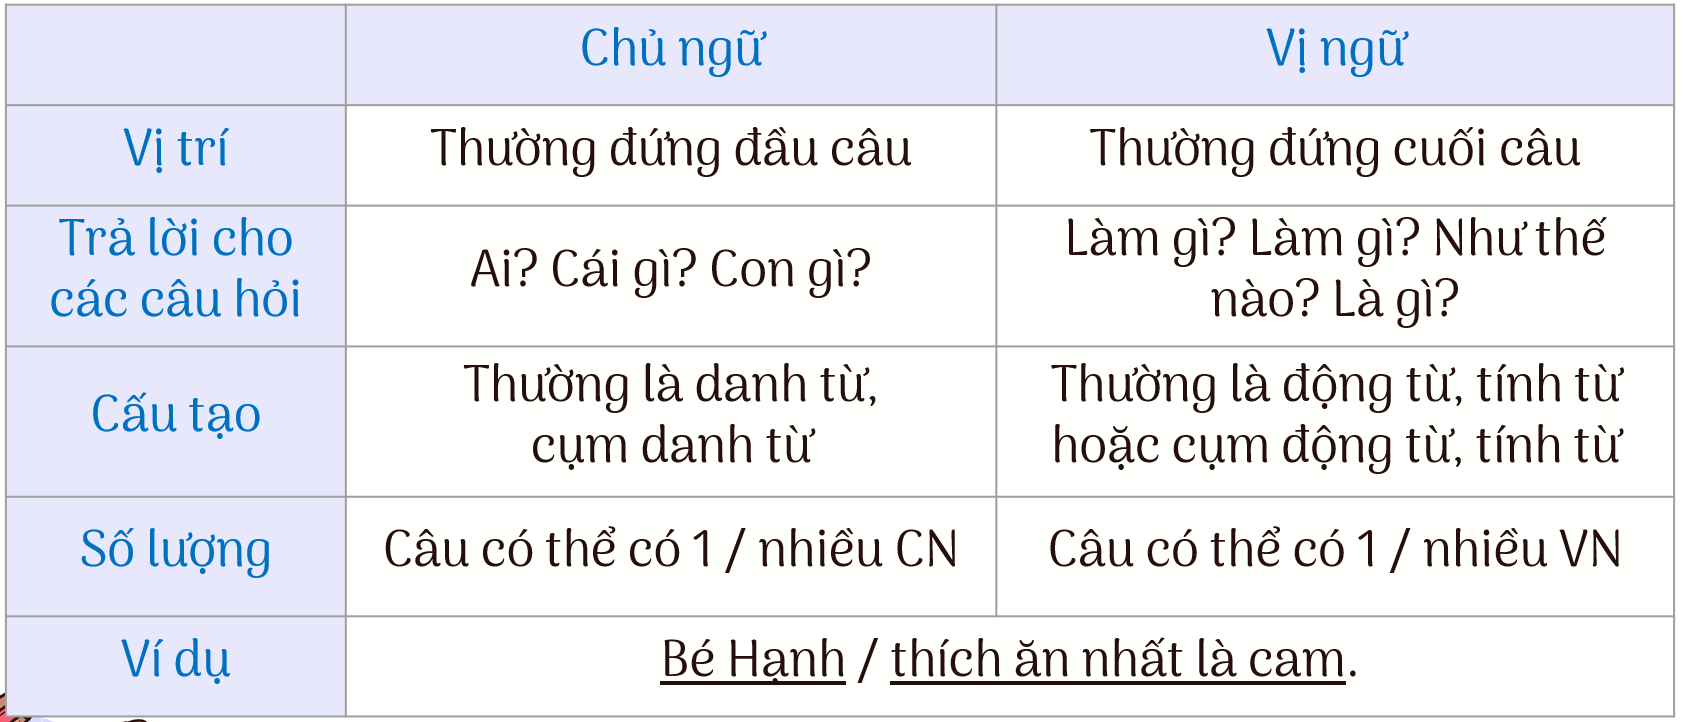 Chủ ngữ
Vị ngữ
Vị trí
Thường đứng đầu câu
Thường đứng cuối câu
Trả lời cho
các câu hỏi
Ai? Cái gì? Con gì?
Làm gì? Làm gì? Như thế
nào? Là gì?
Cấu tạo
Thường là danh từ,
cụm danh từ
Thường là động từ, tính từ
hoặc cụm động từ, tính từ
Số lượng
Câu có thể có 1 / nhiều CN
Câu có thể có 1 / nhiều VN
Ví dụ
Bé Hạnh / thích ăn nhất là cam.